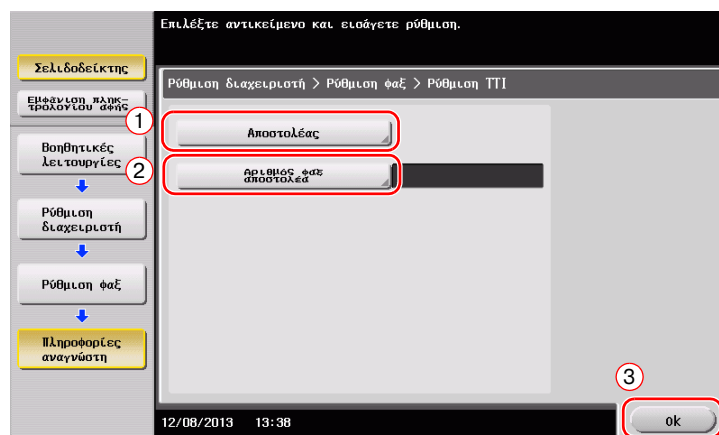 Επιλέξτε αντικείμενο και εισάγετε ρύθμιση.
Σελιδοδείκτης
Εμφάνιση πληκ-
τρολογίου αφής
Βοηθητικές
λειτουργίες
Ρύθμιση
διαχειριστή
Ρύθμιση φαξ
Πληροφορίες
αναγνώστη
Ρύθμιση διαχειριστή > Ρύθμιση φαξ > Ρύθμιση TTI
1
Αποστολέας
2
Αριθμός φαξ
αποστολέα
3
12/08/2013 13:38
ok